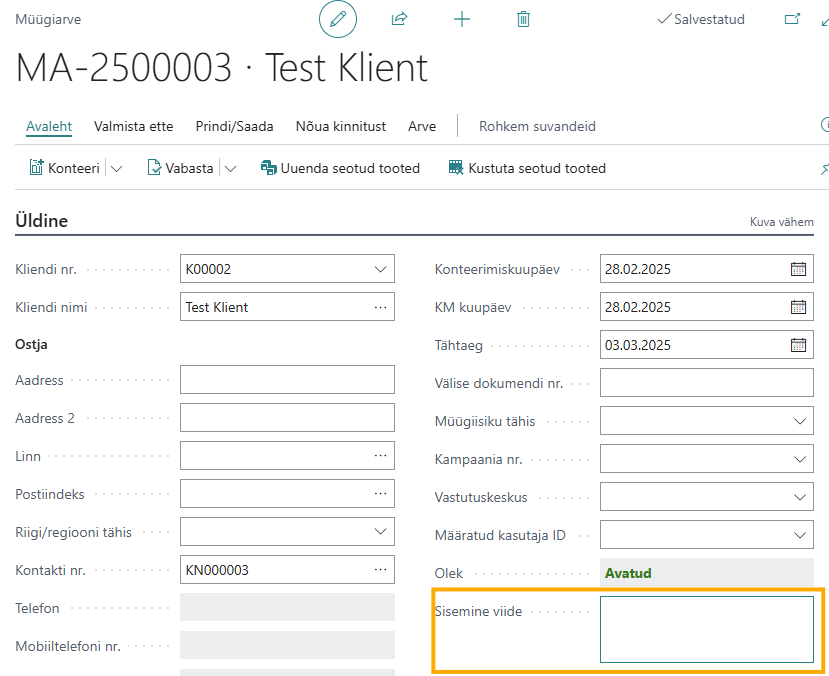 Müügiarve
Salvestatud
MA-2500003 · Test Klient
Avaleht Valmista ette Prindi/Saada Nõua kinnitust Arve Rohkem suvandeid
Konteeri Vabasta Uuenda seotud tooted Kustuta seotud tooted
Üldine
Kuva vähem
Kliendi nr. K00002
Kliendi nimi Test Klient
Ostja
Aadress
Aadress 2
Linn
Postiindeks
Riigi/regiooni tähis
Kontakti nr. KN000003
Telefon
Mobiiltelefoni nr.
Konteerimiskuupäev 28.02.2025
KM kuupäev 28.02.2025
Tähtaeg 03.03.2025
Välise dokumendi nr.
Müügiisiku tähis
Kampaania nr.
Vastutuskeskus
Määratud kasutaja ID
Olek Avatud
Sisemine viide